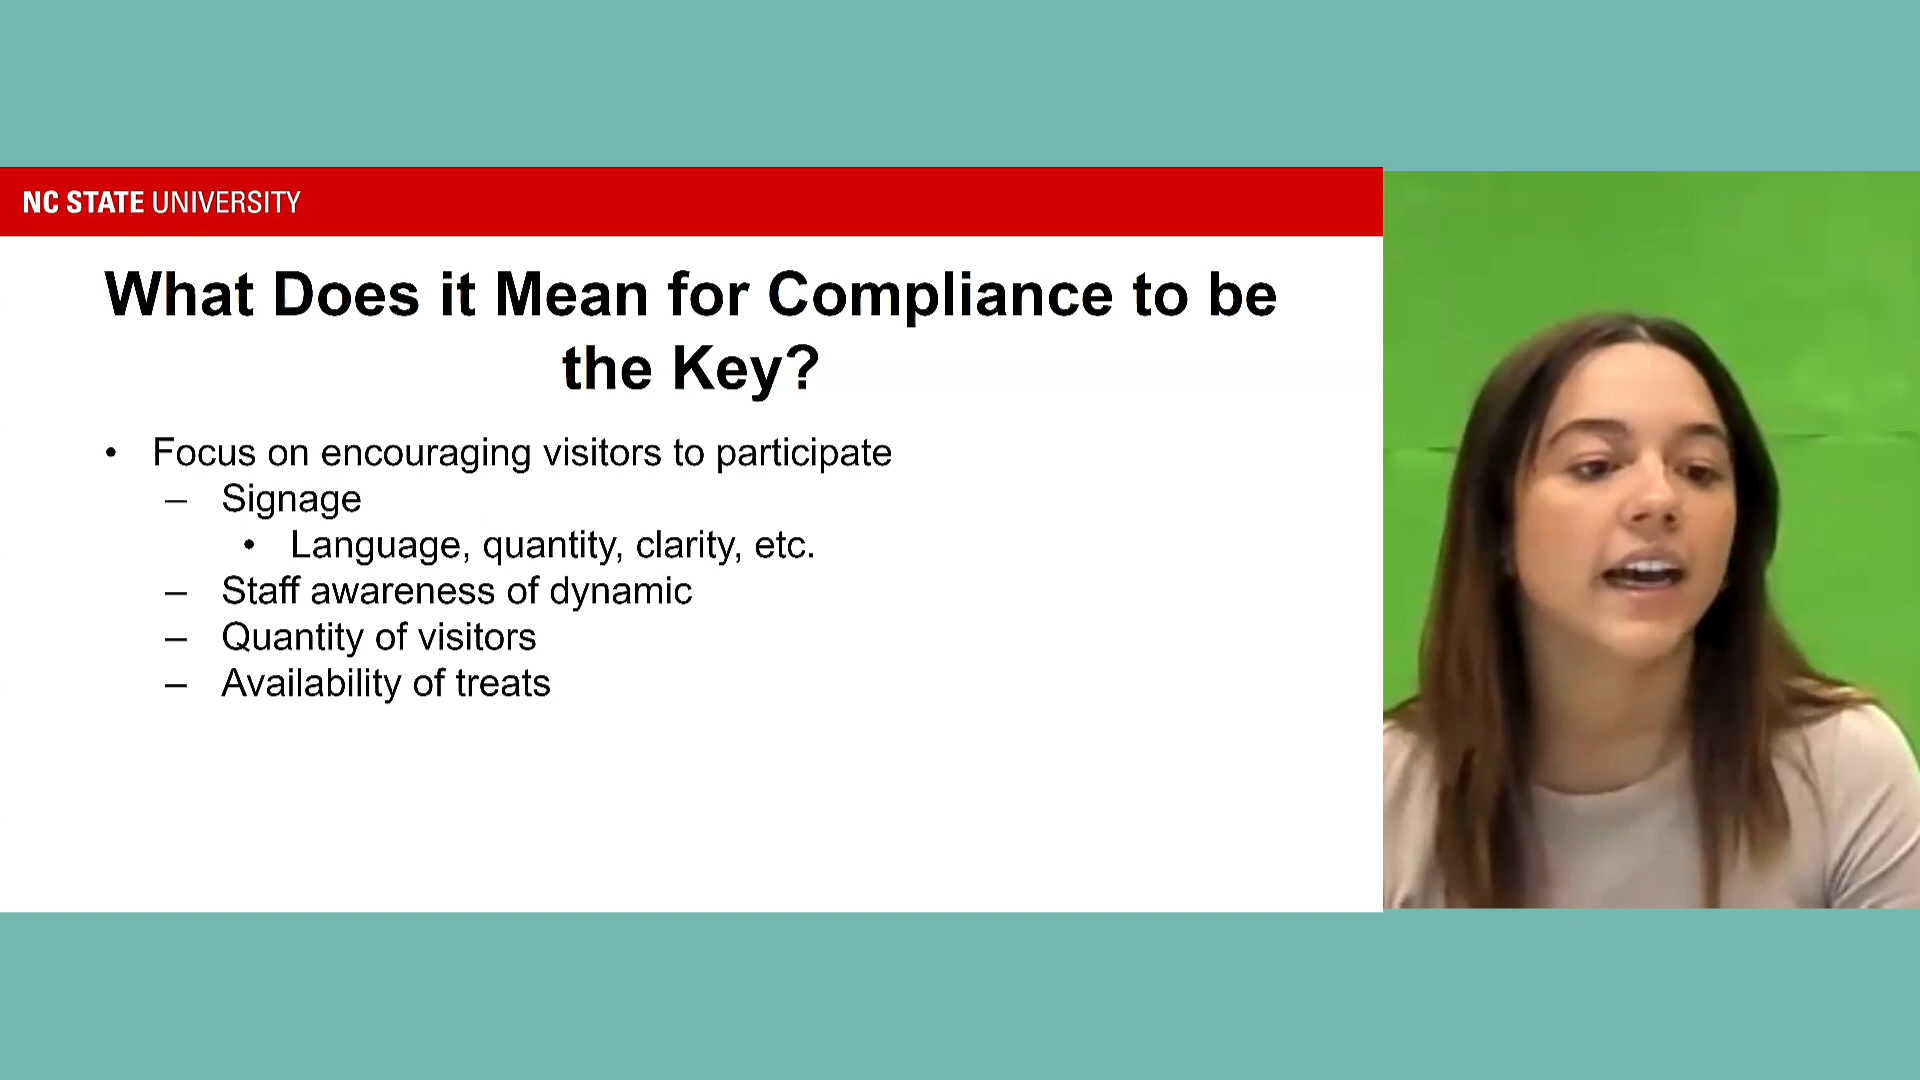 NC STATE UNIVERSITY
What Does it Mean for Compliance to be
the Key?
• Focus on encouraging visitors to participate
– Signage
• Language, quantity, clarity, etc.
– Staff awareness of dynamic
– Quantity of visitors
– Availability of treats